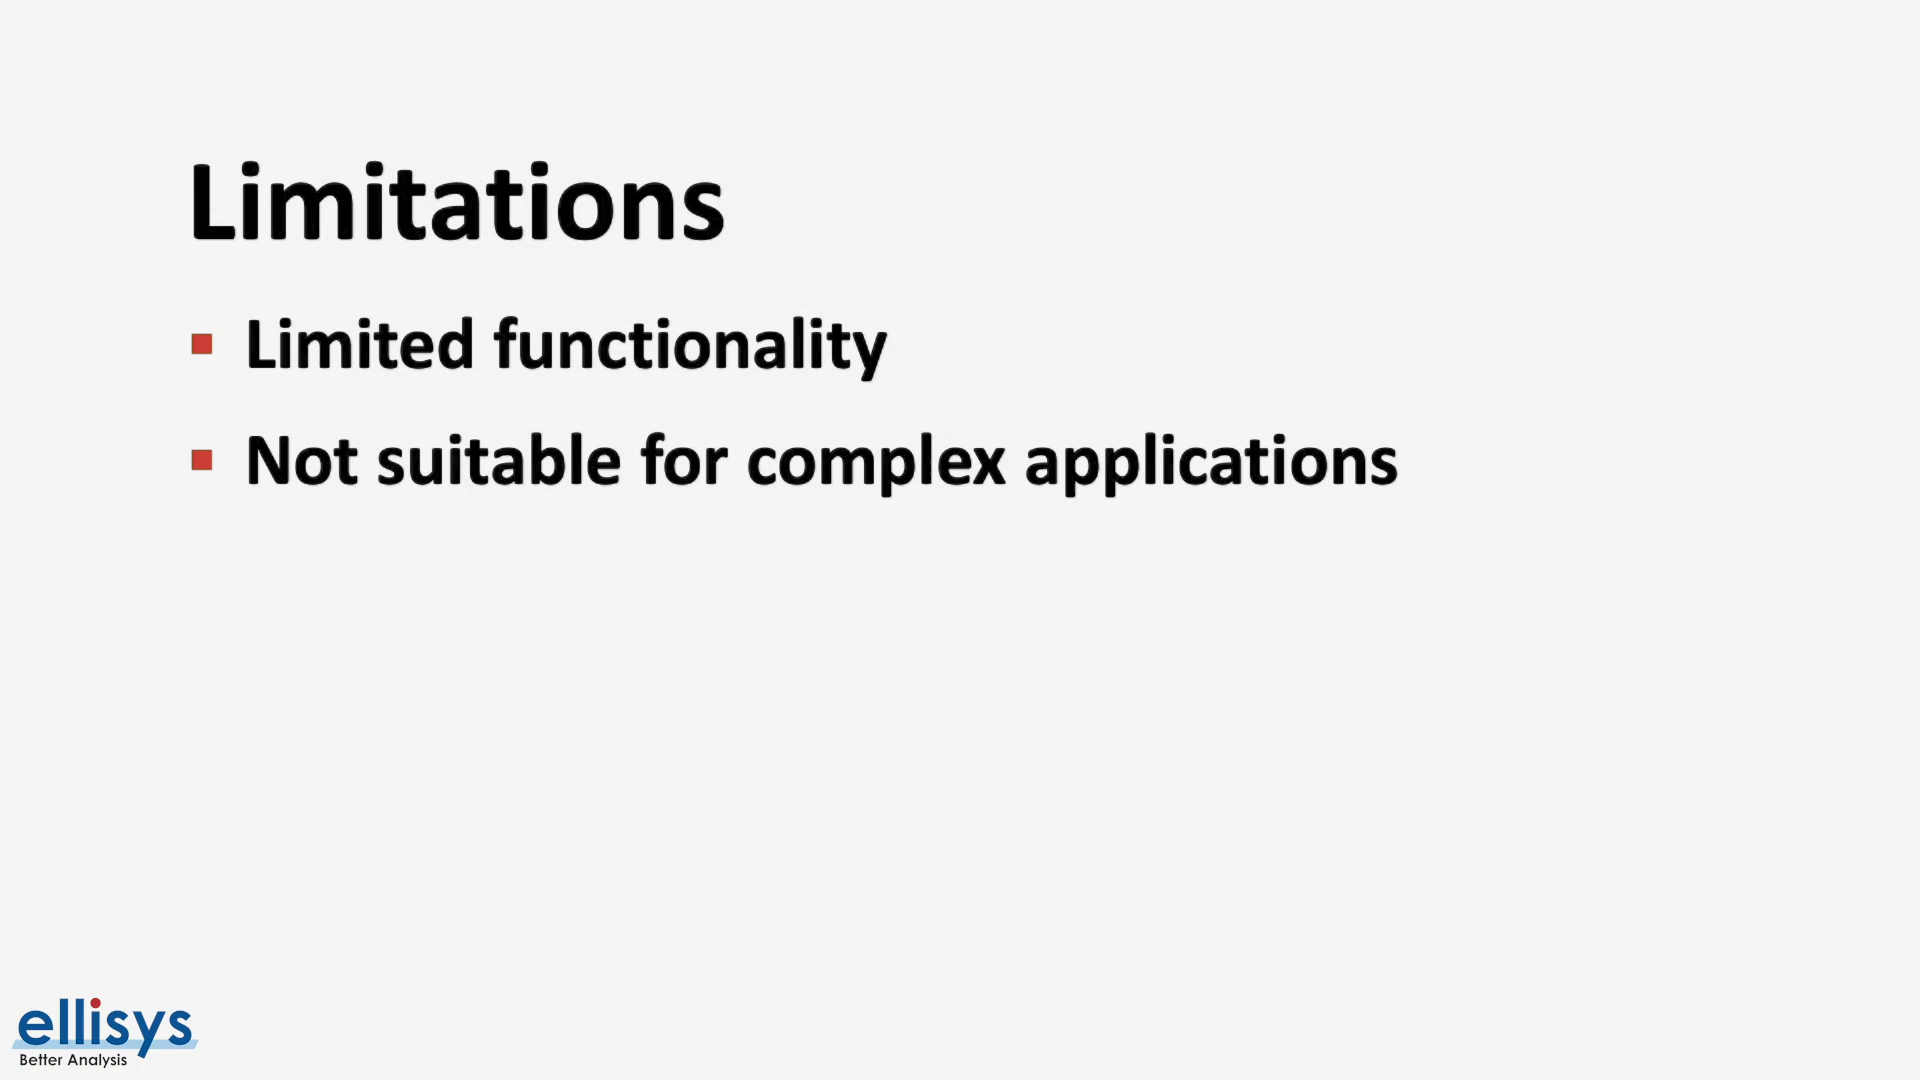 Limitations
Limited functionality
Not suitable for complex applications
ellisys
Better Analysis